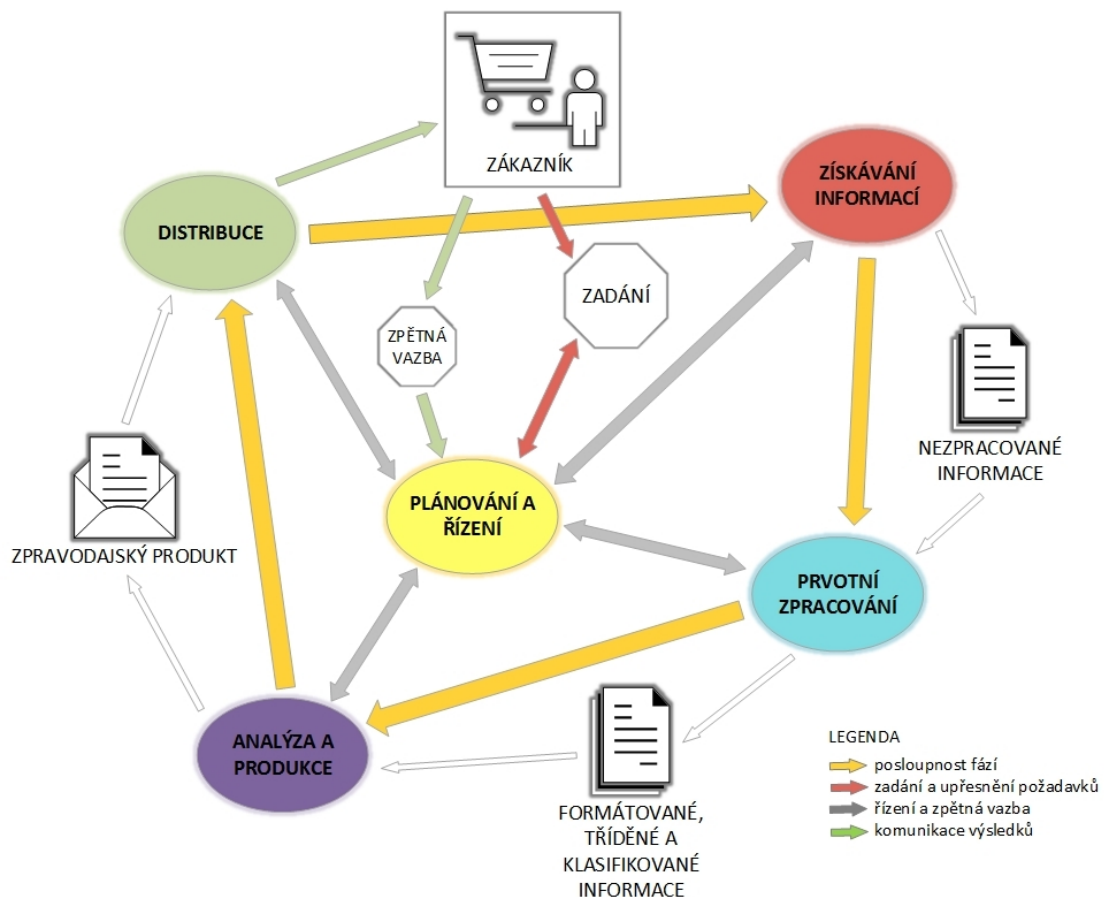 ZÁKAZNÍK
ZÍSKÁVÁNÍ
INFORMACÍ
DISTRIBUCE
ZADÁNÍ
ZPĚTNÁ
VAZBA
NEZPRACOVANÉ
INFORMACE
PLÁNOVÁNÍ A
ŘÍZENÍ
ZPRAVODAJSKÝ PRODUKT
PRVOTNÍ
ZPRACOVÁNÍ
ANALÝZA A
PRODUKCE
FORMÁTOVANÉ,
TŘÍDĚNÉ A
KLASIFIKOVANÉ
INFORMACE
LEGENDA
posloupnost fází
zadání a upřesnění požadavků
řízení a zpětná vazba
komunikace výsledků